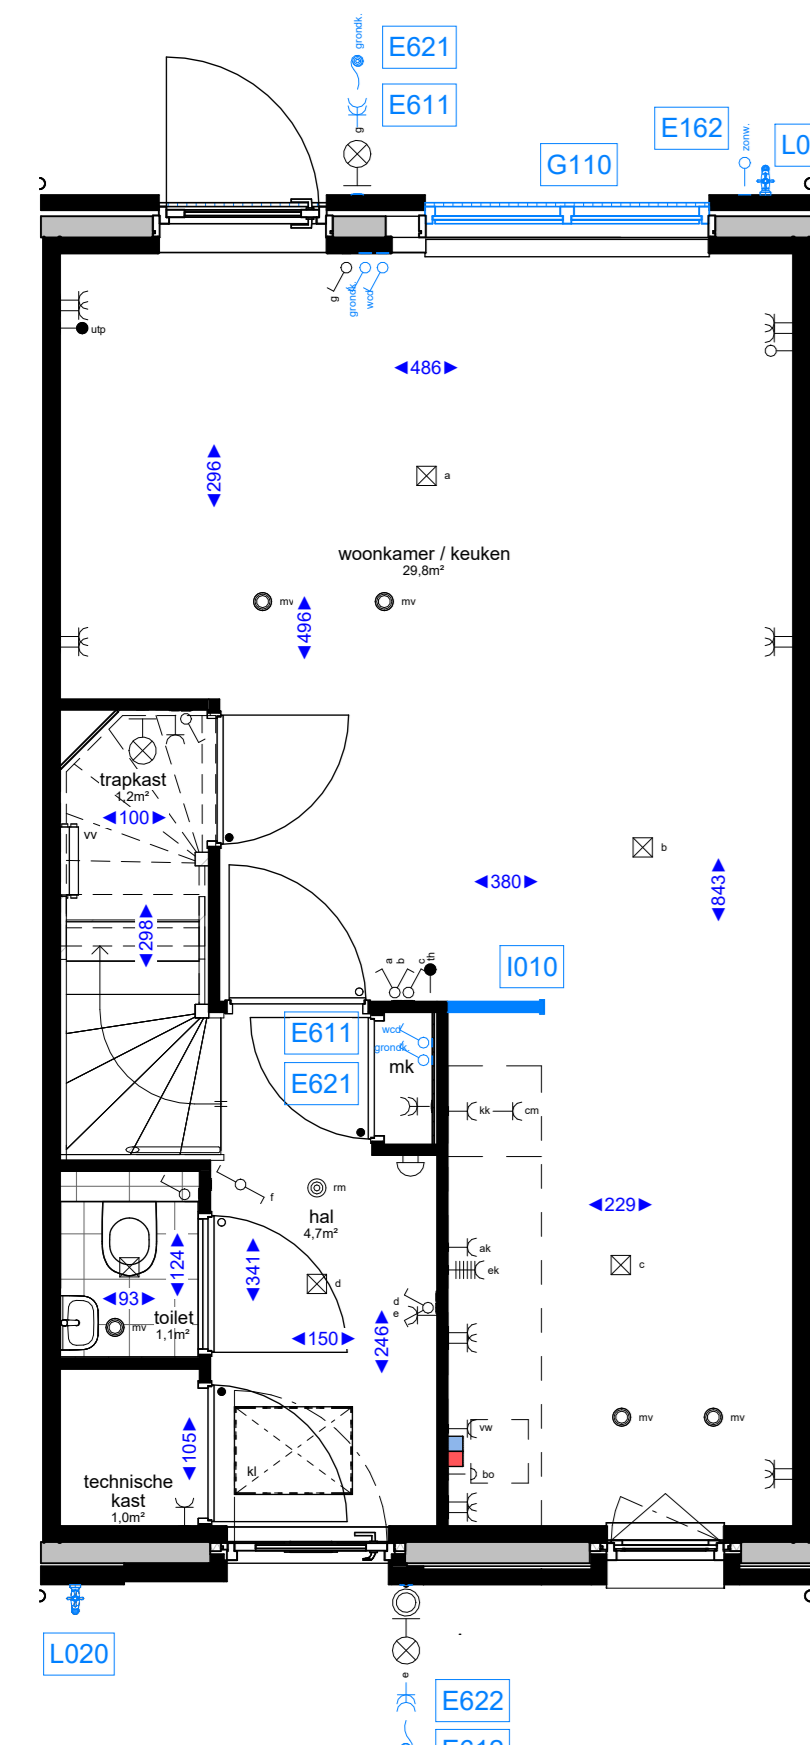 grondk.
E621
E611
g
E162
zonw.
L0
G110
g
grondk.
wcd
utp
486
296
a
woonkamer / keuken
29,8m²
mv
mv
496
trapkast
1,2m²
100
vv
b
380
843
298
a
b
c
th
I010
E611
wcd
grondk.
E621
mk
kk
cm
f
rm
hal
4,7m²
229
124
341
ak
ek
c
d
93
toilet
1,1m²
mv
d
e
150
246
mv
mv
105
vw
kl
bo
technische
kast
1,0m²
L020
e
E622